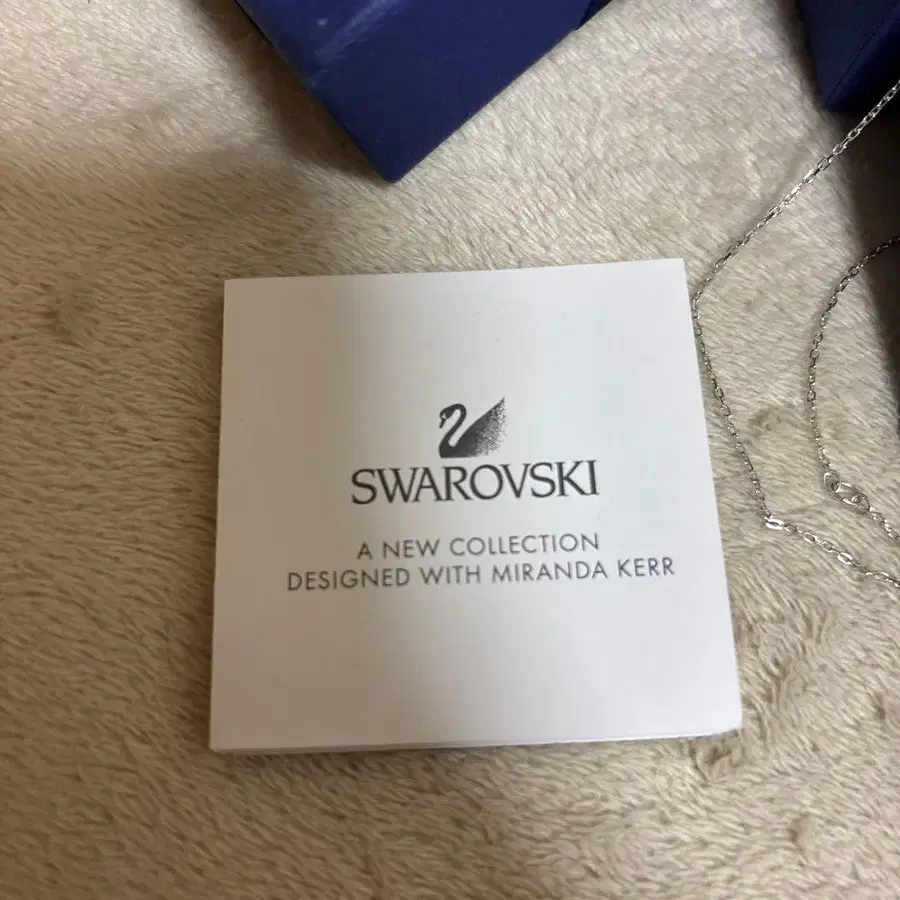 SWAROVSKI
A NEW COLLECTION
DESIGNED WITH MIRANDA KERR